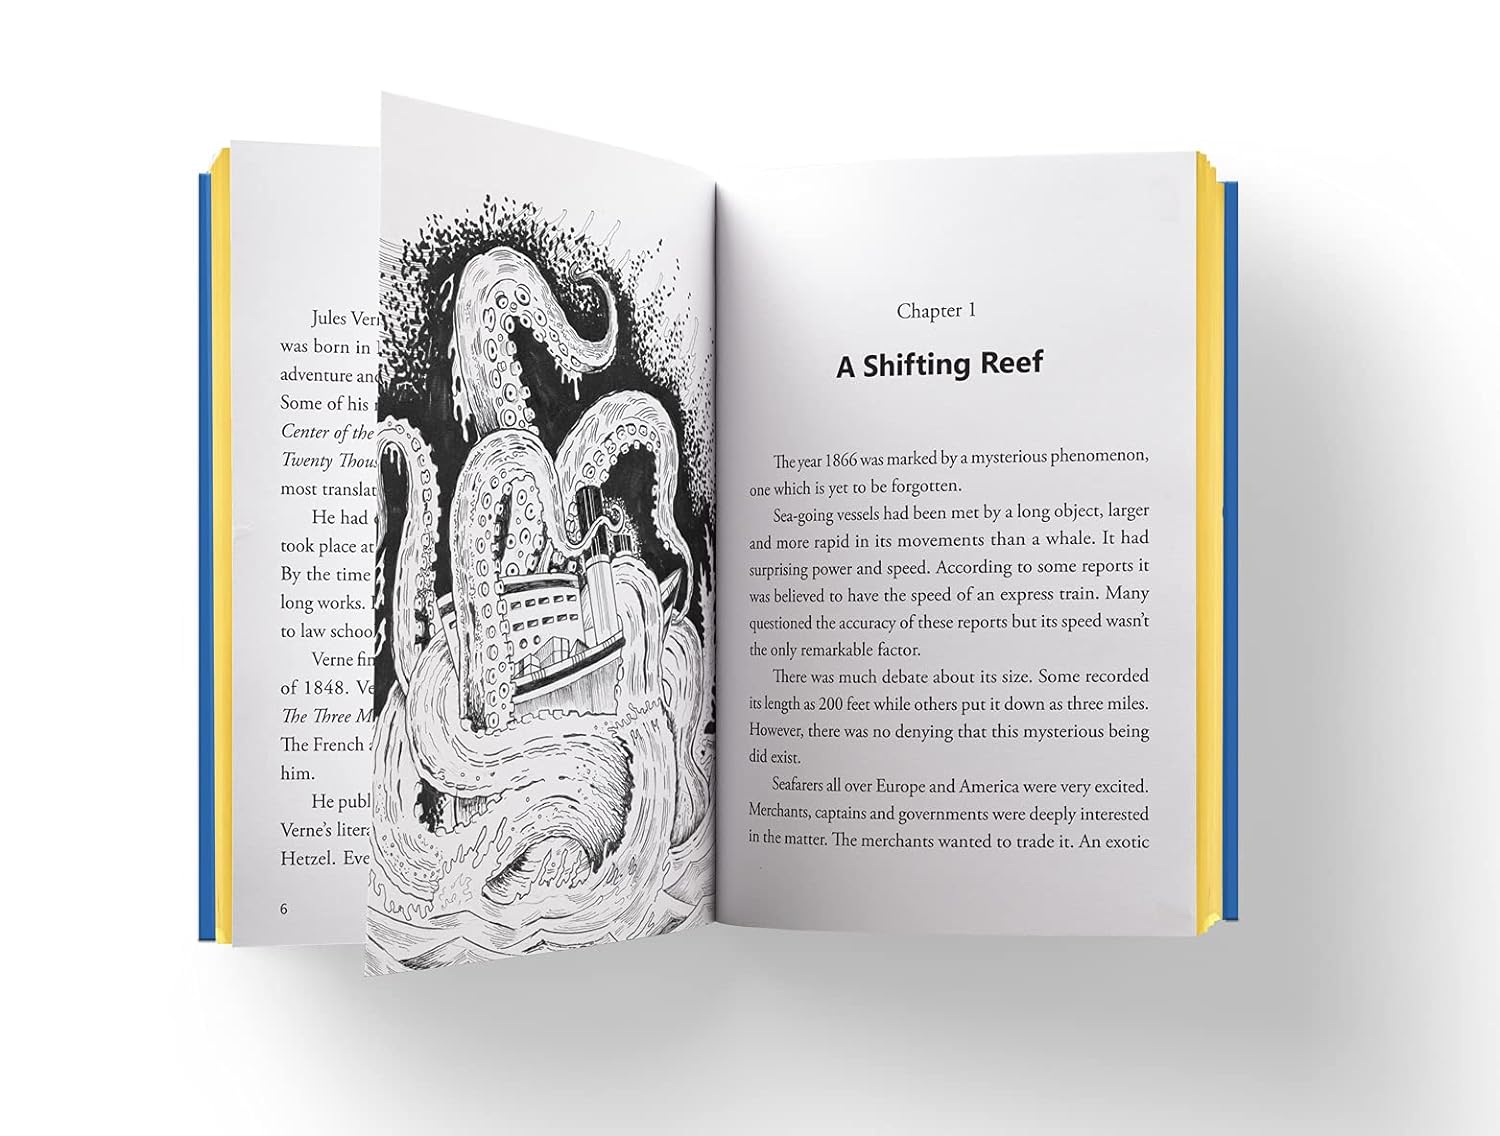 Jules
was born in
adventure and
Some of his
Center of the
Twenty
most
He had
took place at
By the time
long works.
to law
Verne
of 1848.
The Three
The French
him.
He
Verne's
Hetzel.
6
Chapter 1
A Shifting Reef
The year 1866 was marked by a mysterious phenomenon,
one which is yet to be forgotten.
Sea-going vessels had been met by a long object, larger
and more rapid in its movements than a whale. It had
surprising power and speed. According to some reports it
was believed to have the speed of an express train. Many
questioned the accuracy of these reports but its speed wasn't
the only remarkable factor.
There was much debate about its size. Some recorded
its length as 200 feet while others put it down as three miles.
However, there was no denying that this mysterious being
did exist.
Seafarers all over Europe and America were very excited.
Merchants, captains and governments were deeply interested
in the matter. The merchants wanted to trade it. An exotic